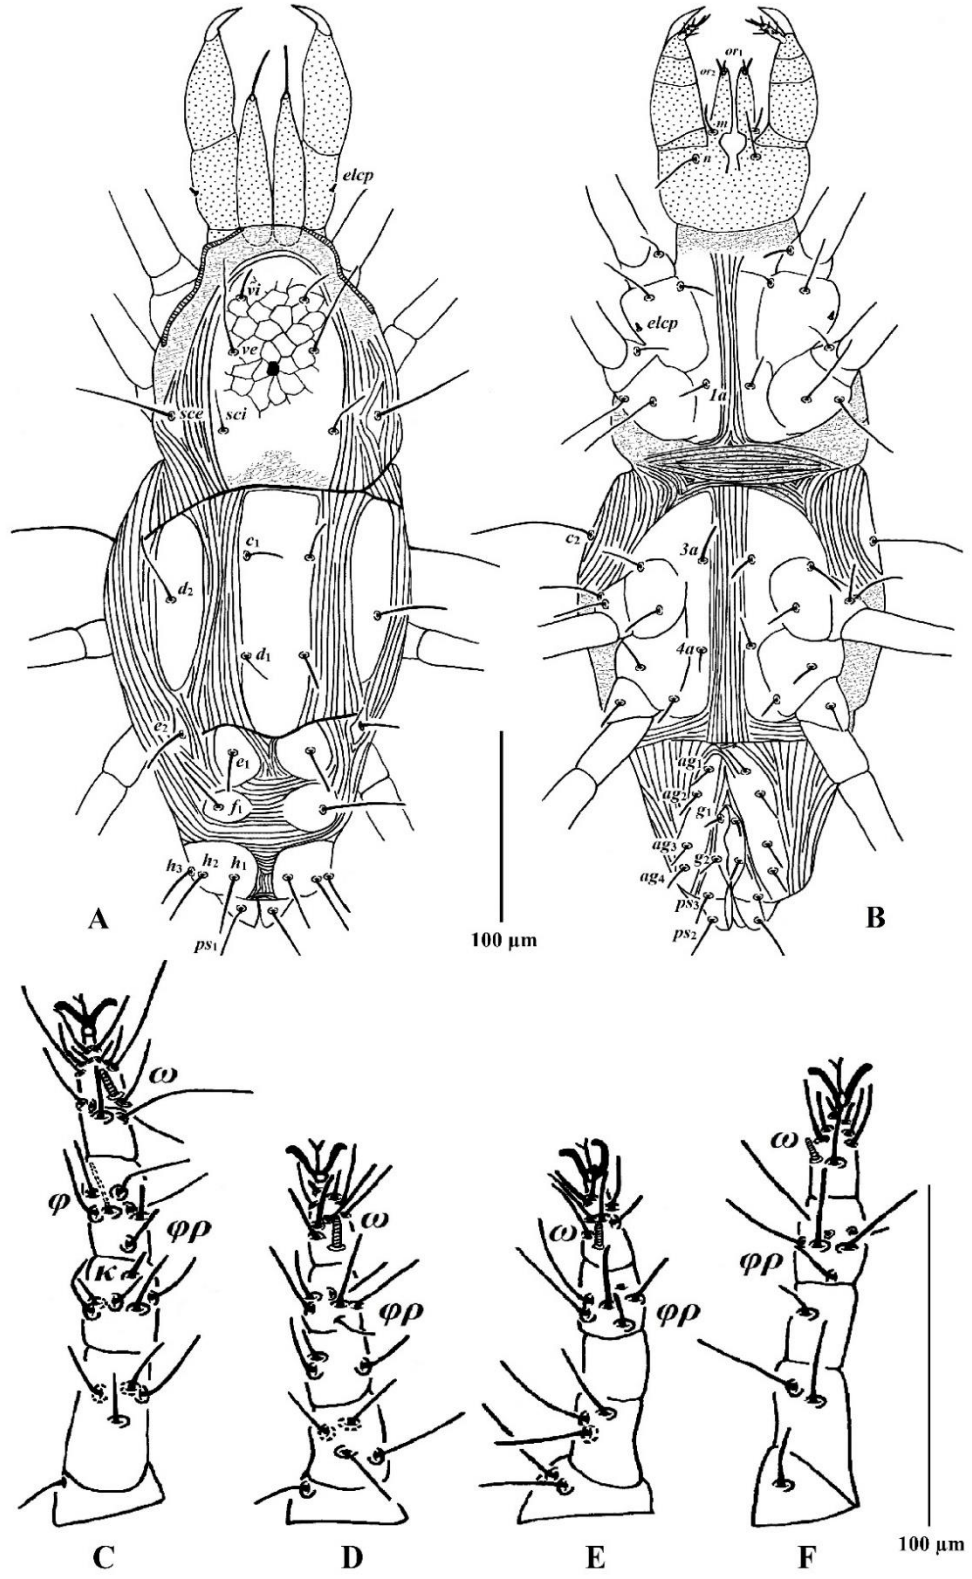 elcp
vi
ve
sce
sci
c1
d2
d1
e2
e1
f1
h3
h2
h1
ps1
A
100 µm
or1
or2
m
n
elcp
1a
c2
3a
4a
ag1
ag2
g1
ag3
g2
ag4
ps3
ps2
B
ω
φ
φρ
κ
C
ω
φρ
D
ω
φρ
E
ω
φρ
F
100 µm